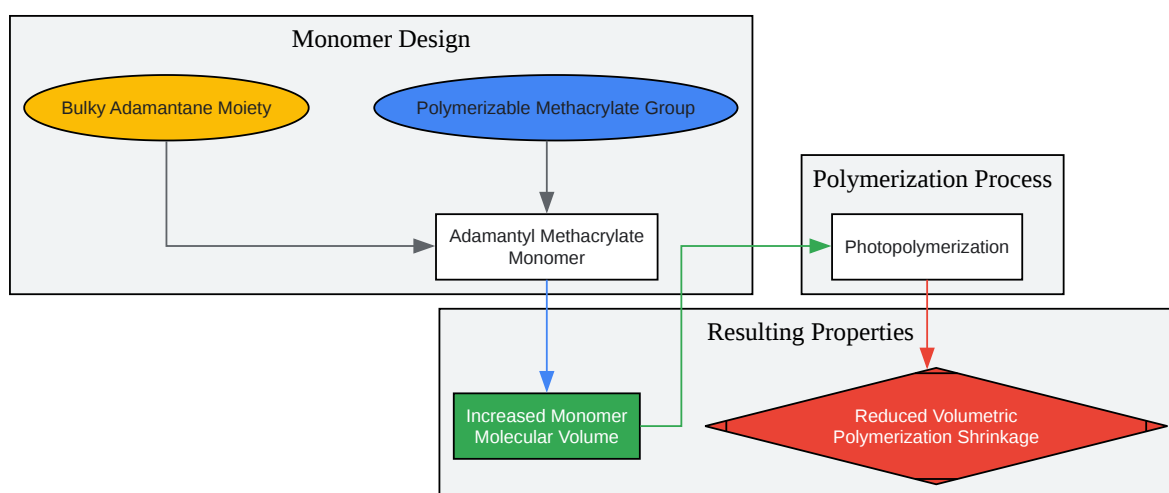 Monomer Design
Bulky Adamantane Moiety
Polymerizable Methacrylate Group
Adamantyl Methacrylate
Monomer
Polymerization Process
Photopolymerization
Resulting Properties
Increased Monomer
Molecular Volume
Reduced Volumetric
Polymerization Shrinkage